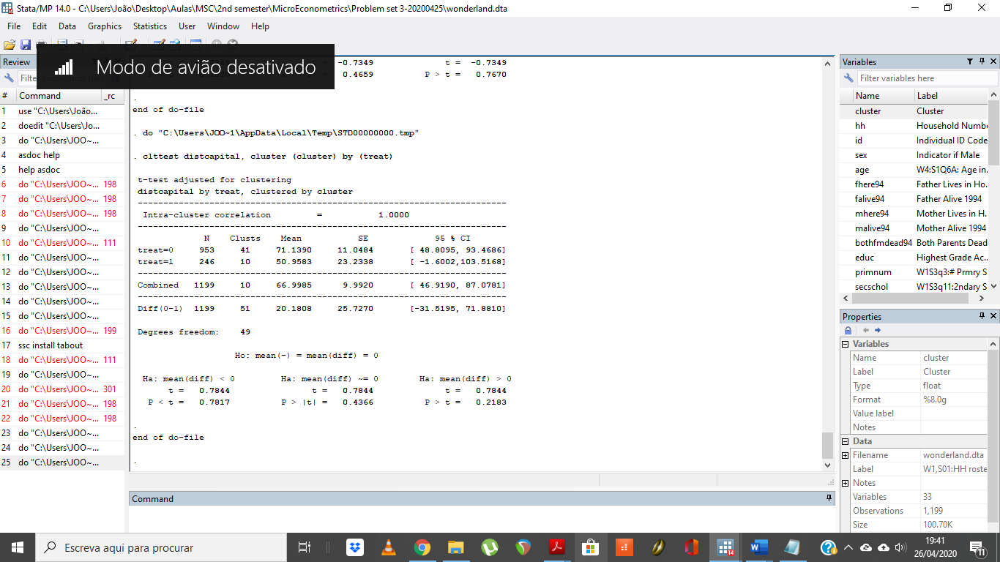 Stata/MP 14.0 - C:\Users\João\Desktop\Aulas\MSC\2nd semester\MicroEconometrics\Problem set 3-20200425\wonderland.dta
File Edit Data Graphics Statistics User Window Help
Modo de avião desativado
Review
Filter
# Command _rc
1 use "C:\Users\João...
2 doedit "C:\Users\Jo...
3 do "C:\Users\JOO~...
4 asdoc help
5 help asdoc
6 do "C:\Users\JOO~... 198
7 do "C:\Users\JOO~... 198
8 do "C:\Users\JOO~... 198
9 do "C:\Users\JOO~...
10 do "C:\Users\JOO~... 111
11 do "C:\Users\JOO~...
12 do "C:\Users\JOO~...
13 do "C:\Users\JOO~...
14 do "C:\Users\JOO~...
15 do "C:\Users\JOO~...
16 do "C:\Users\JOO~... 199
17 ssc install tabout
18 do "C:\Users\JOO~... 111
19 do "C:\Users\JOO~...
20 do "C:\Users\JOO~... 301
21 do "C:\Users\JOO~... 198
22 do "C:\Users\JOO~... 198
23 do "C:\Users\JOO~...
24 do "C:\Users\JOO~...
25 do "C:\Users\JOO~...
-0.7349 t = -0.7349
0.4659 P > t = 0.7670
.
end of do-file
. do "C:\Users\JOO~1\AppData\Local\Temp\STD00000000.tmp"
. clttest distcapital, cluster (cluster) by (treat)
t-test adjusted for clustering
distcapital by treat, clustered by cluster
Intra-cluster correlation = 1.0000
N Clusts Mean SE 95 % CI
treat=0 953 41 71.1390 11.0484 [ 48.8095, 93.4686]
treat=1 246 10 50.9583 23.2338 [ -1.6002,103.5168]
Combined 1199 10 66.9985 9.9920 [ 46.9190, 87.0781]
Diff(0-1) 1199 51 20.1808 25.7270 [-31.5195, 71.8810]
Degrees freedom: 49
Ho: mean(-) = mean(diff) = 0
Ha: mean(diff) < 0 Ha: mean(diff) ~= 0 Ha: mean(diff) > 0
t = 0.7844 t = 0.7844 t = 0.7844
P < t = 0.7817 P > |t| = 0.4366 P > t = 0.2183
.
end of do-file
.
Command
Variables
Filter variables here
Name Label
cluster Cluster
hh Household Numb
id Individual ID Code
sex Indicator if Male
age W4:S1Q6A: Age in.
fhere94 Father Lives in Ho.
falive94 Father Alive 1994
mhere94 Mother Lives in H.
malive94 Mother Alive 1994
bothfmdead94 Both Parents Dead
educ Highest Grade Ac..
primnum W1S3q3:# Prmry S
secschol W1S3q11:2ndary S
Properties
Variables
Name cluster
Label Cluster
Type float
Format %8.0g
Value label
Notes
Data
Filename wonderland.dta
Label W1,S01:HH roste
Notes
Variables 33
Observations 1,199
Size 100.70K
Escreva aqui para procurar
14
19:41
26/04/2020
11